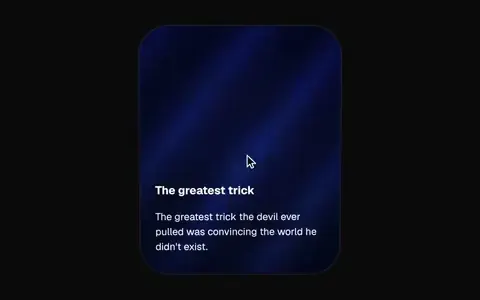 The greatest trick
The greatest trick the devil ever
pulled was convincing the world he
didn't exist.